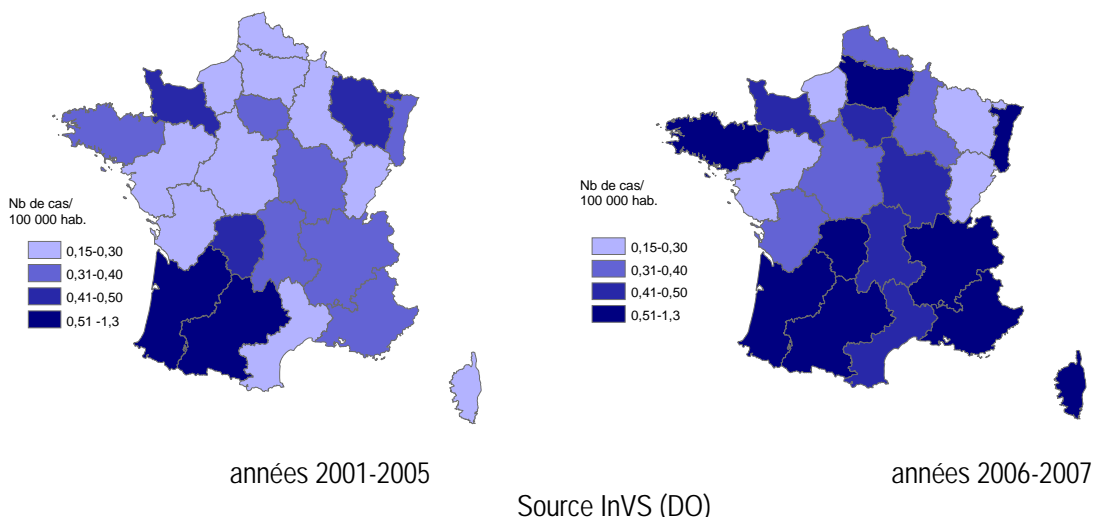 Nb de cas/
100 000 hab.
0,15-0,30
0,31-0,40
0,41-0,50
0,51 -1,3
Nb de cas/
100 000 hab.
0,15-0,30
0,31-0,40
0,41-0,50
0,51-1,3
années 2001-2005
années 2006-2007
Source InVS (DO)